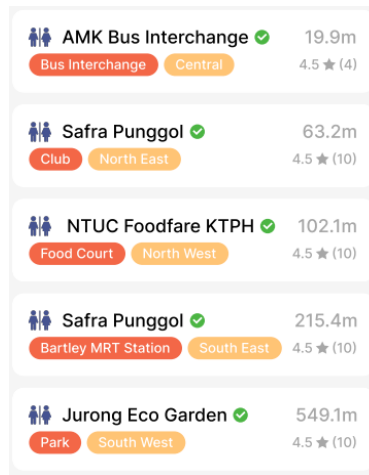 AMK Bus Interchange 19.9m
Bus Interchange Central 4.5 ★ (4)
Safra Punggol 63.2m
Club North East 4.5 ★ (10)
NTUC Foodfare KTPH 102.1m
Food Court North West 4.5 ★ (10)
Safra Punggol 215.4m
Bartley MRT Station South East 4.5 ★ (10)
Jurong Eco Garden 549.1m
Park South West 4.5 ★ (10)